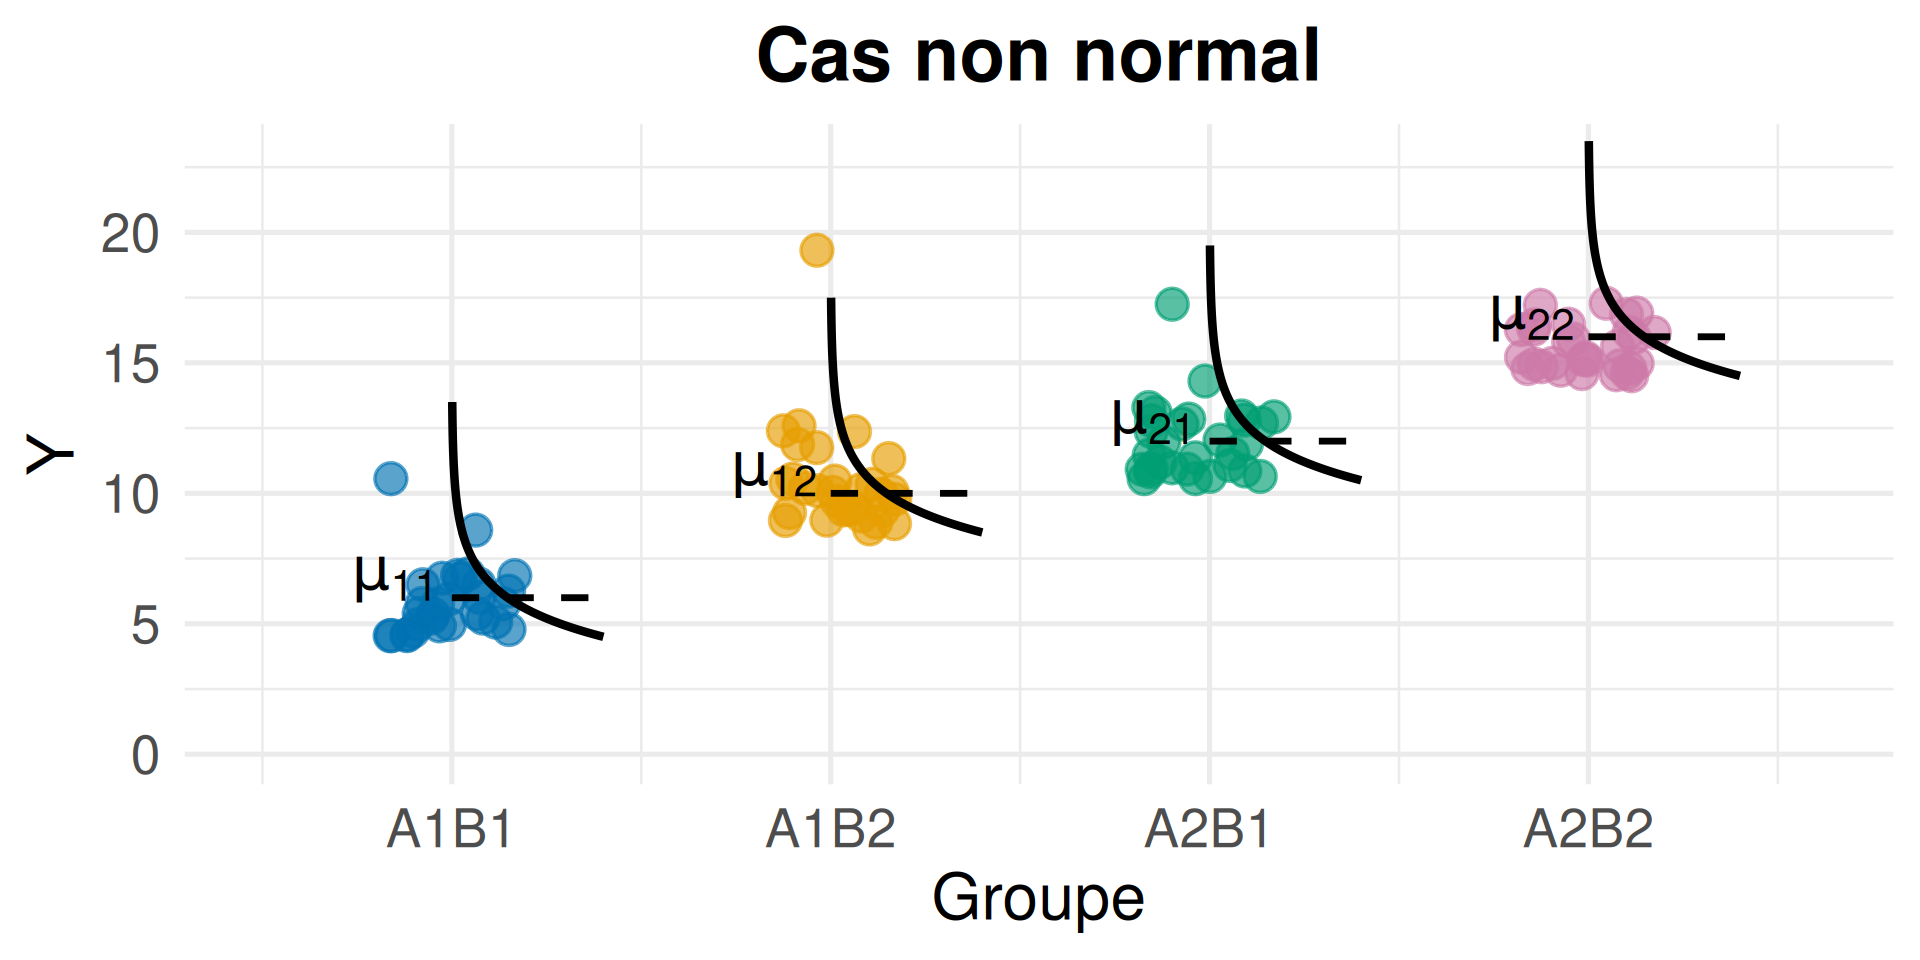 Cas non normal
Y
20
15
10
5
0
μ11
μ12
μ21
μ22
A1B1 A1B2 A2B1 A2B2
Groupe